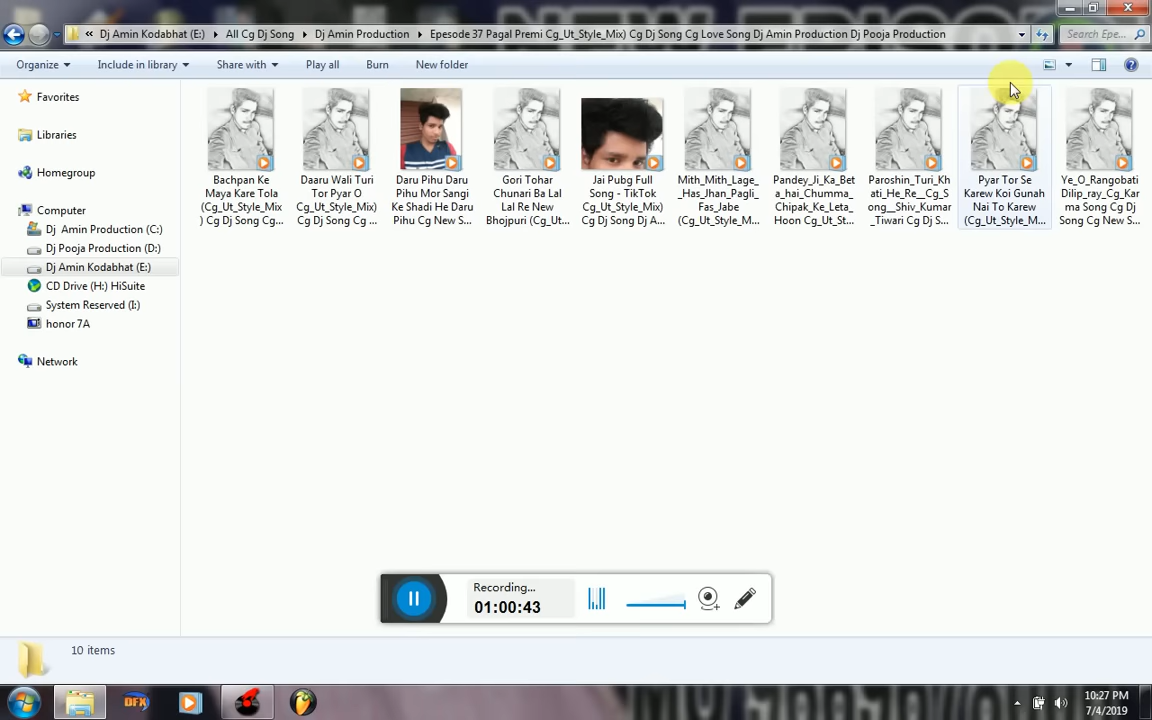 Dj Amin Kodabhat (E:) All Cg Dj Song Dj Amin Production Epesode 37 Pagal Premi Cg_Ut_Style_Mix) Cg Dj Song Cg Love Song Dj Amin Production Dj Pooja Production
Search Epe...
Organize Include in library Share with Play all Burn New folder
Favorites
Libraries
Homegroup
Computer
Dj Amin Production (C:)
Dj Pooja Production (D:)
Dj Amin Kodabhat (E:)
CD Drive (H:) HiSuite
System Reserved (I:)
honor 7A
Network
Bachpan Ke
Maya Kare Tola
(Cg_Ut_Style_Mix
) Cg Dj Song Cg...
Daaru Wali Turi
Tor Pyar O
Cg_Ut_Style_Mix)
Cg Dj Song Cg ...
Daru Pihu Daru
Pihu Mor Sangi
Ke Shadi He Daru
Pihu Cg New S...
Gori Tohar
Chunari Ba Lal
Lal Re New
Bhojpuri (Cg_Ut...
Jai Pubg Full
Song - TikTok
(Cg_Ut_Style_Mix)
Cg Dj Song Dj A...
Mith_Mith_Lage_
_Has_Jhan_Pagli_
Fas_Jabe
(Cg_Ut_Style_M...
Pandey_Ji_Ka_Bet
a_hai_Chumma_
Chipak_Ke_Leta_
Hoon Cg_Ut_St...
Paroshin_Turi_Kh
ati_He_Re__Cg_S
ong__Shiv_Kumar
_Tiwari Cg Dj S...
Pyar Tor Se
Karew Koi Gunah
Nai To Karew
(Cg_Ut_Style_M...
Ye_O_Rangobati
Dilip_ray_Cg_Kar
ma Song Cg Dj
Song Cg New S...
Recording...
01:00:43
10 items
DFX
10:27 PM
7/4/2019